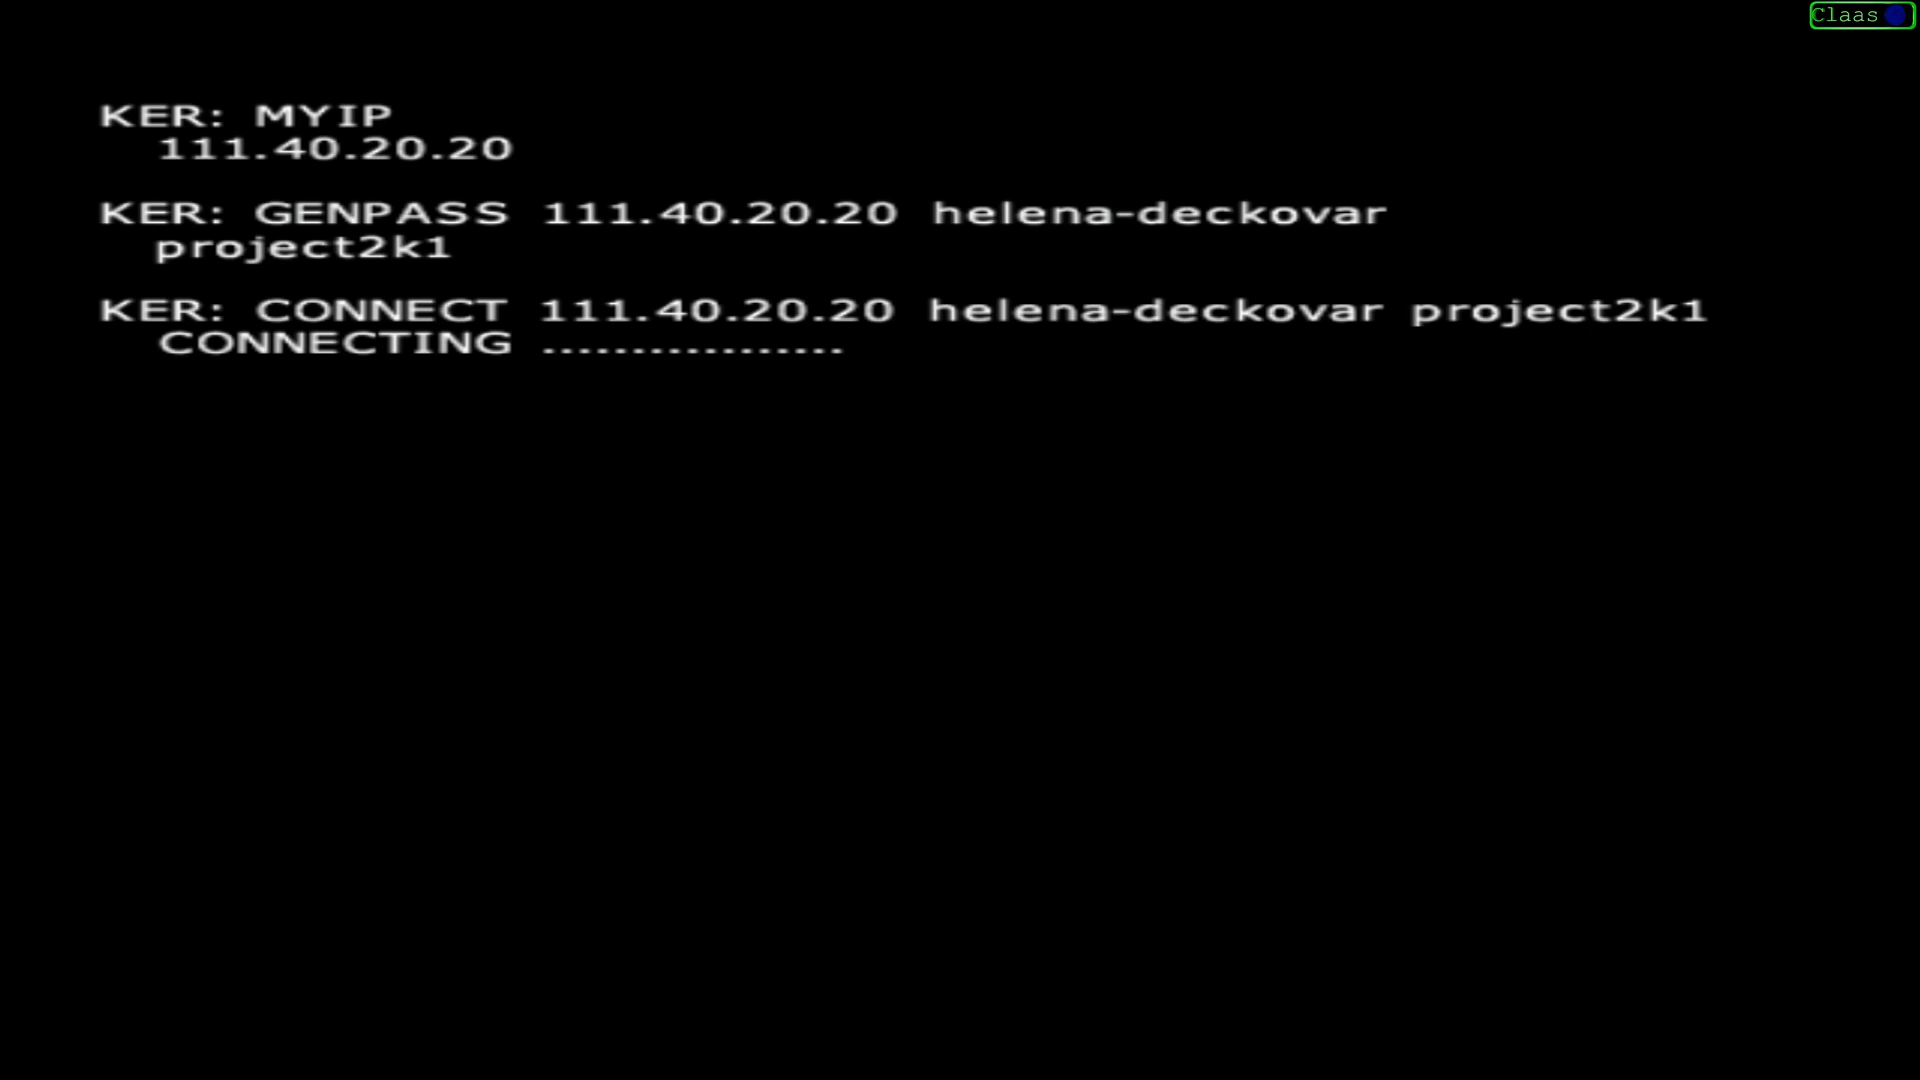 Claas
KER: MYIP
111.40.20.20
KER: GENPASS 111.40.20.20 helena-deckovar
project2k1
KER: CONNECT 111.40.20.20 helena-deckovar project2k1
CONNECTING .................